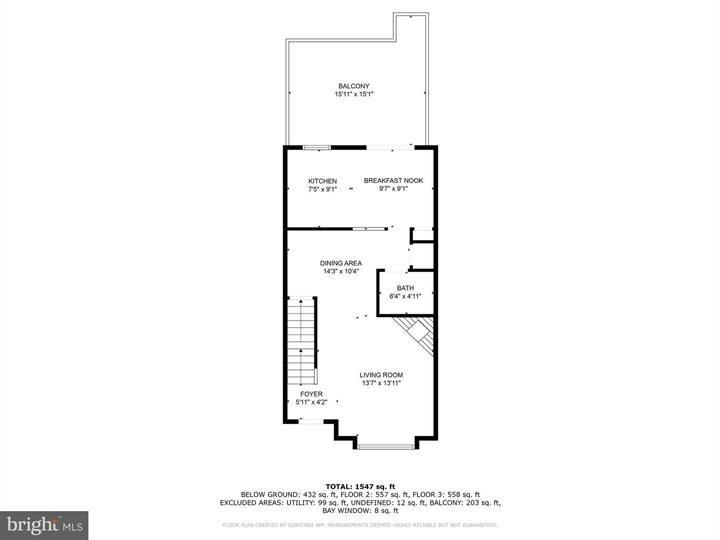 BALCONY
15'11" x 15'1"
KITCHEN
7'5" x 9'1"
BREAKFAST NOOK
9'7" x 9'1"
DINING AREA
14'3" x 10'4"
BATH
6'4" x 4'11"
LIVING ROOM
13'7" x 13'11"
FOYER
5'11" x 4'2"
TOTAL: 1547 sq. ft
BELOW GROUND: 432 sq. ft, FLOOR 2: 557 sq. ft, FLOOR 3: 558 sq. ft
EXCLUDED AREAS: UTILITY: 99 sq. ft, UNDEFINED: 12 sq. ft, BALCONY: 203 sq. ft,
BAY WINDOW: 8 sq. ft
FLOOR PLAN CREATED BY CUBICASA APP. MEASUREMENTS DEEMED HIGHLY RELIABLE BUT NOT GUARANTEED.
bright MLS